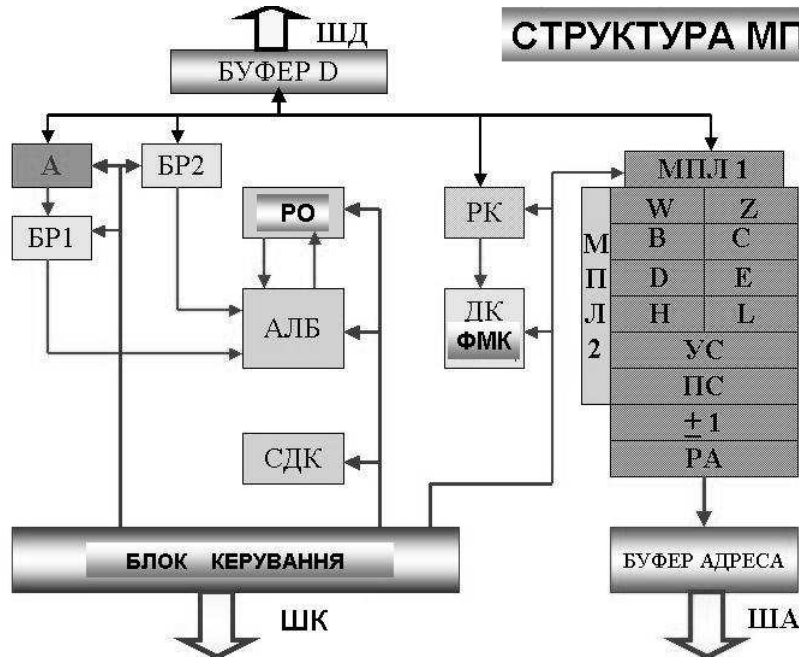 ШД
СТРУКТУРА МП
БУФЕР D
А
БР2
РО
РК
МПЛ 1
W Z
БР1
В С
МПЛ2
D E
АЛБ
ДК
ФМК
H L
УС
ПС
± 1
СДК
РА
БЛОК КЕРУВАННЯ
БУФЕР АДРЕСА
ШК
ША